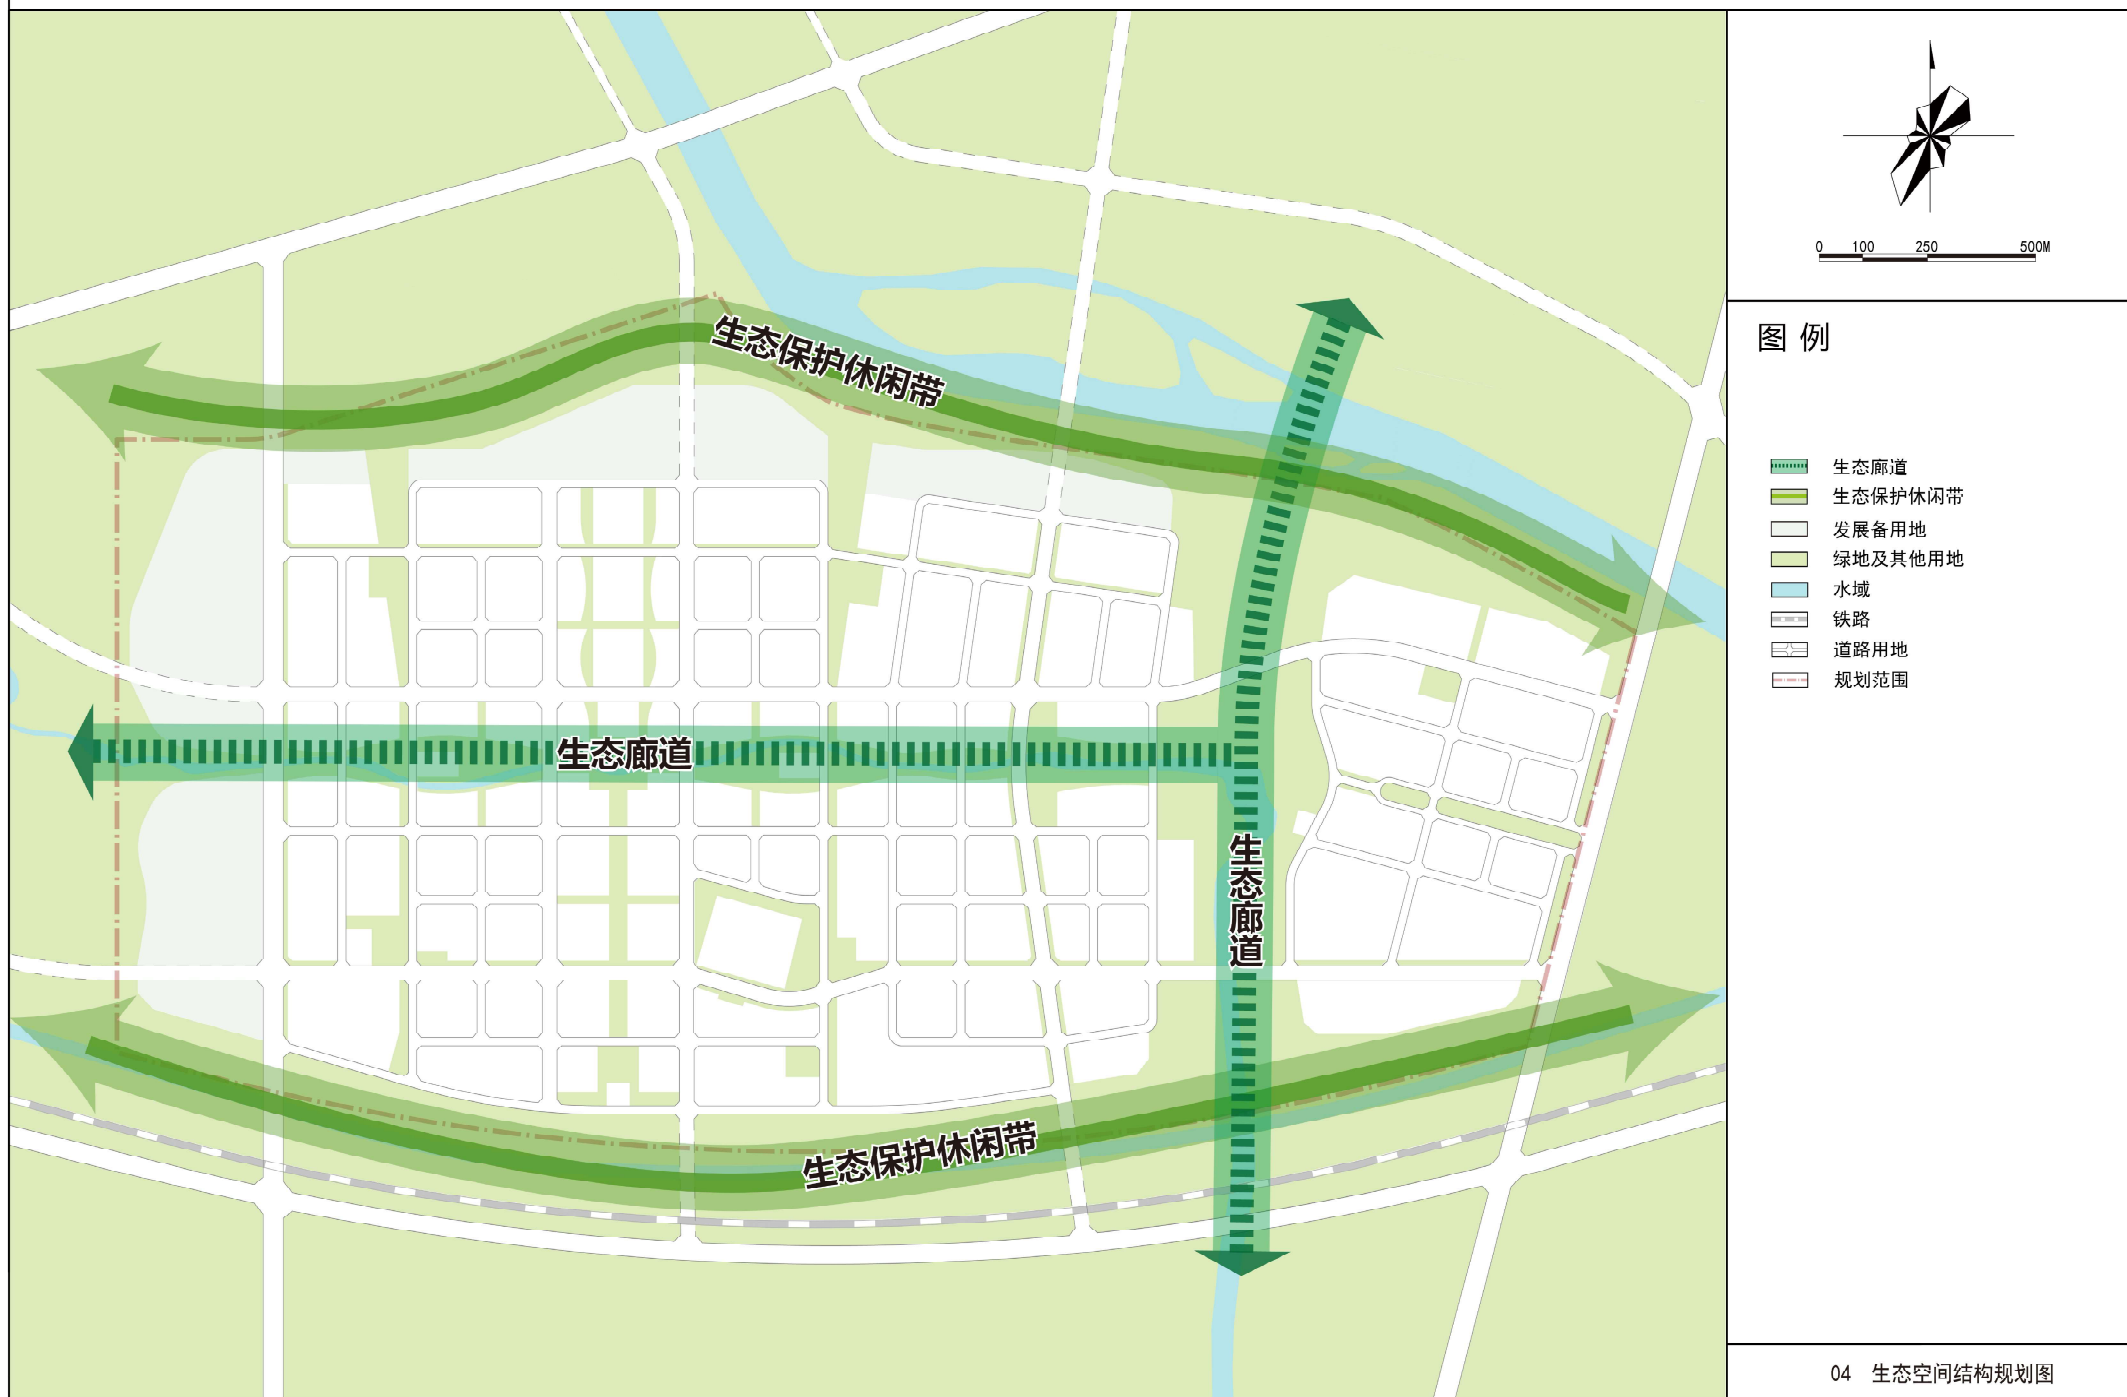 生态保护休闲带
生态廊道
生态廊道
生态保护休闲带
0 100 250 500M
图例
生态廊道
生态保护休闲带
发展备用地
绿地及其他用地
水域
铁路
道路用地
规划范围
04 生态空间结构规划图